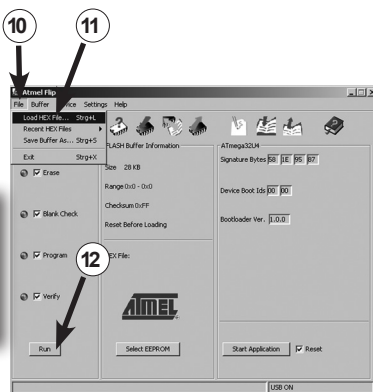 10 11
Atmel Flip
File Buffer Device Settings Help
Load HEX File... Strg+L
Recent HEX Files
Save Buffer As... Strg+S
Exit Strg+X
FLASH Buffer Information
ATmega32U4
Signature Bytes 58 1E 95 87
Erase
Size 28 KB
Range 0x0 - 0x0
Device Boot Ids 00 00
Checksum 0xFF
Blank Check
Bootloader Ver. 1.0.0
Reset Before Loading
Program
12
HEX File:
Verify
ATMEL
Run
Select EEPROM
Start Application
Reset
USB ON